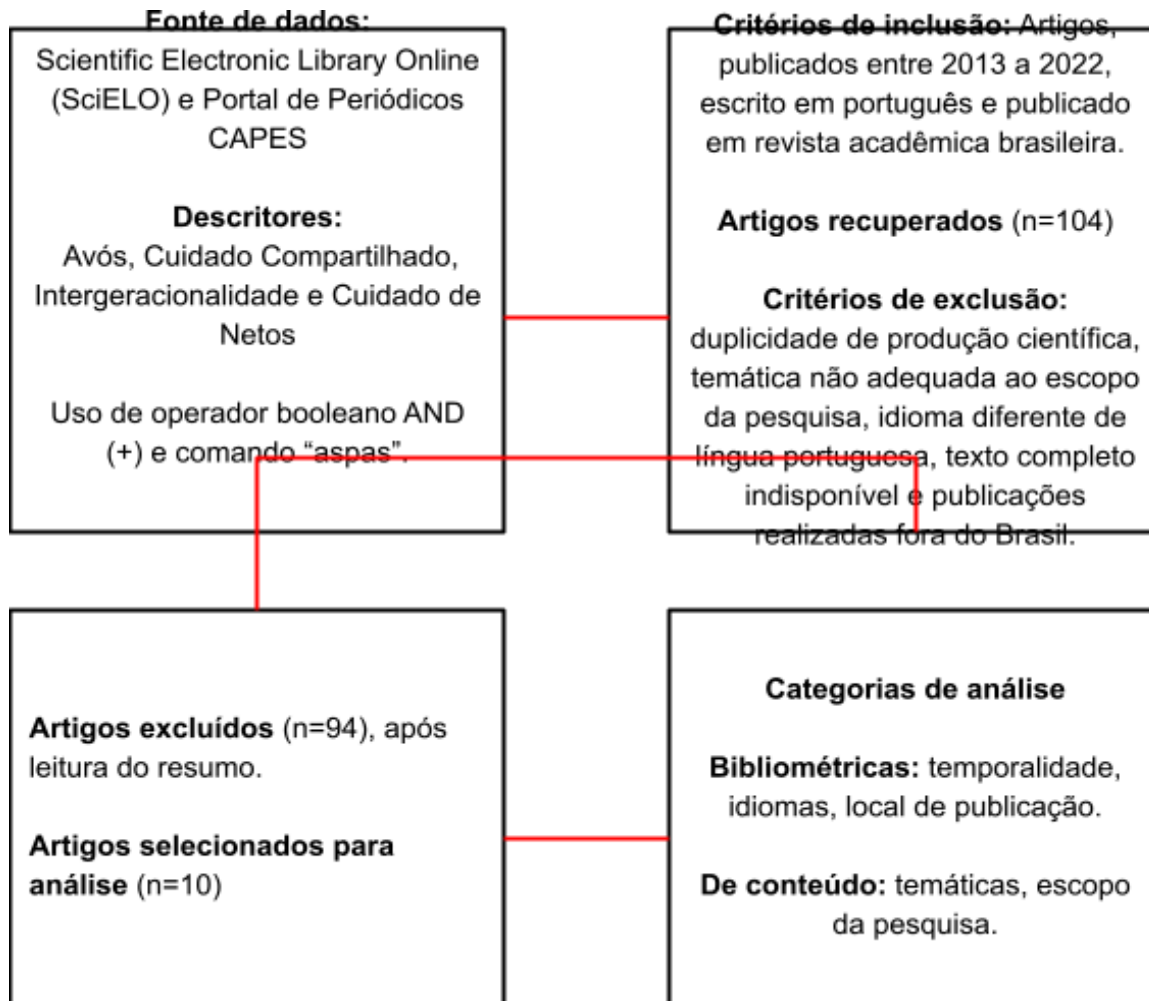 Fonte de dados:
Scientific Electronic Library Online
(SciELO) e Portal de Periódicos
CAPES
Descritores:
Avós, Cuidado Compartilhado,
Intergeracionalidade e Cuidado de
Netos
Uso de operador booleano AND
(+) e comando “aspas”.
Critérios de inclusão: Artigos,
publicados entre 2013 a 2022,
escrito em português e publicado
em revista acadêmica brasileira.
Artigos recuperados (n=104)
Critérios de exclusão:
duplicidade de produção científica,
temática não adequada ao escopo
da pesquisa, idioma diferente de
língua portuguesa, texto completo
indisponível e publicações
realizadas fora do Brasil.
Artigos excluídos (n=94), após
leitura do resumo.
Artigos selecionados para
análise (n=10)
Categorias de análise
Bibliométricas: temporalidade,
idiomas, local de publicação.
De conteúdo: temáticas, escopo
da pesquisa.